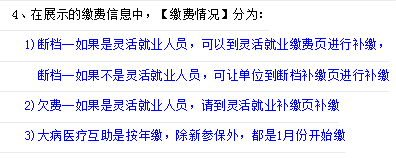 4、在展示的缴费信息中，【缴费情况】分为：
1)断档—如果是灵活就业人员，可以到灵活就业缴费页进行补缴，
断档—如果不是灵活就业人员，可让单位到断档补缴页进行补缴
2)欠费—如果是灵活就业人员，请到灵活就业补缴页补缴
3)大病医疗互助是按年缴，除新参保外，都是1月份开始缴